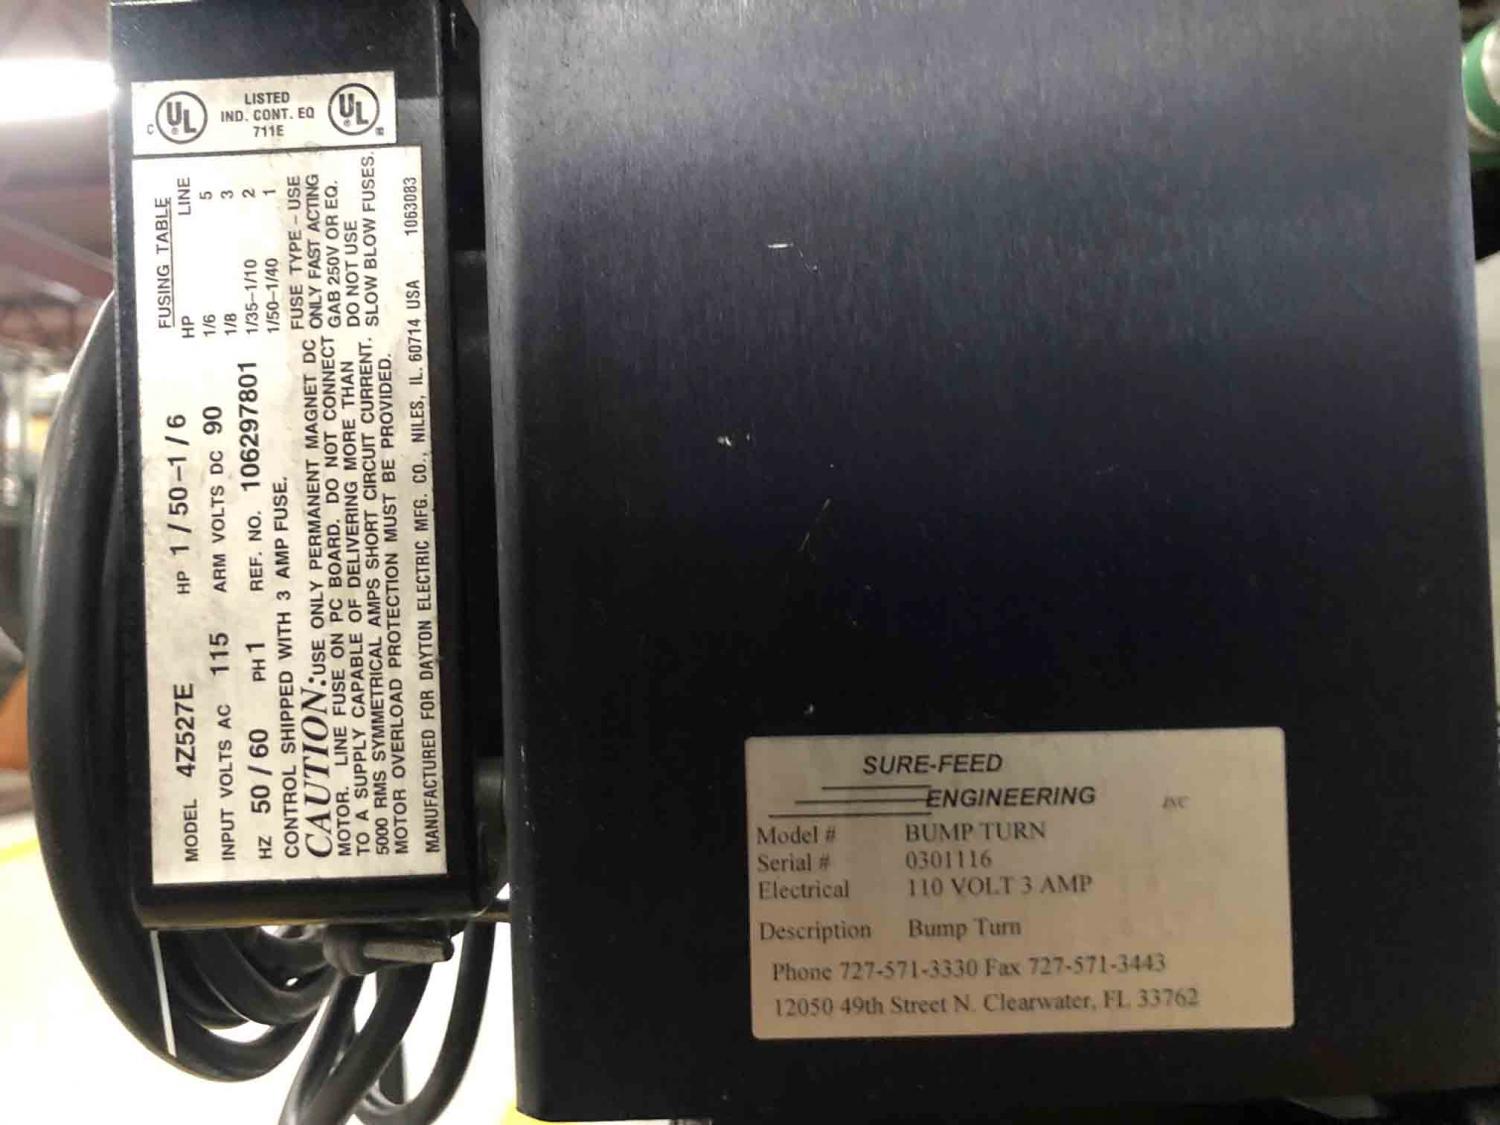 C UL
LISTED
IND. CONT. EQ
711E
UL
MODEL 4Z527E HP 1/50-1/6
INPUT VOLTS AC 115 ARM VOLTS DC 90
HZ 50/60 PH 1 REF. NO. 106297801
CONTROL SHIPPED WITH 3 AMP FUSE.
FUSING TABLE
HP LINE
1/6 5
1/8 3
1/35-1/10 2
1/50-1/40 1
CAUTION: USE ONLY PERMANENT MAGNET DC
MOTOR. LINE FUSE ON PC BOARD. DO NOT CONNECT
TO A SUPPLY CAPABLE OF DELIVERING MORE THAN
5000 RMS SYMMETRICAL AMPS SHORT CIRCUIT CURRENT.
MOTOR OVERLOAD PROTECTION MUST BE PROVIDED.
FUSE TYPE - USE
ONLY FAST ACTING
GAB 250V OR EQ.
DO NOT USE
SLOW BLOW FUSES.
MANUFACTURED FOR DAYTON ELECTRIC MFG. CO., NILES, IL. 60714 USA 1063083
SURE-FEED
ENGINEERING INC
Model # BUMP TURN
Serial # 0301116
Electrical 110 VOLT 3 AMP
Description Bump Turn
Phone 727-571-3330 Fax 727-571-3443
12050 49th Street N. Clearwater, FL 33762